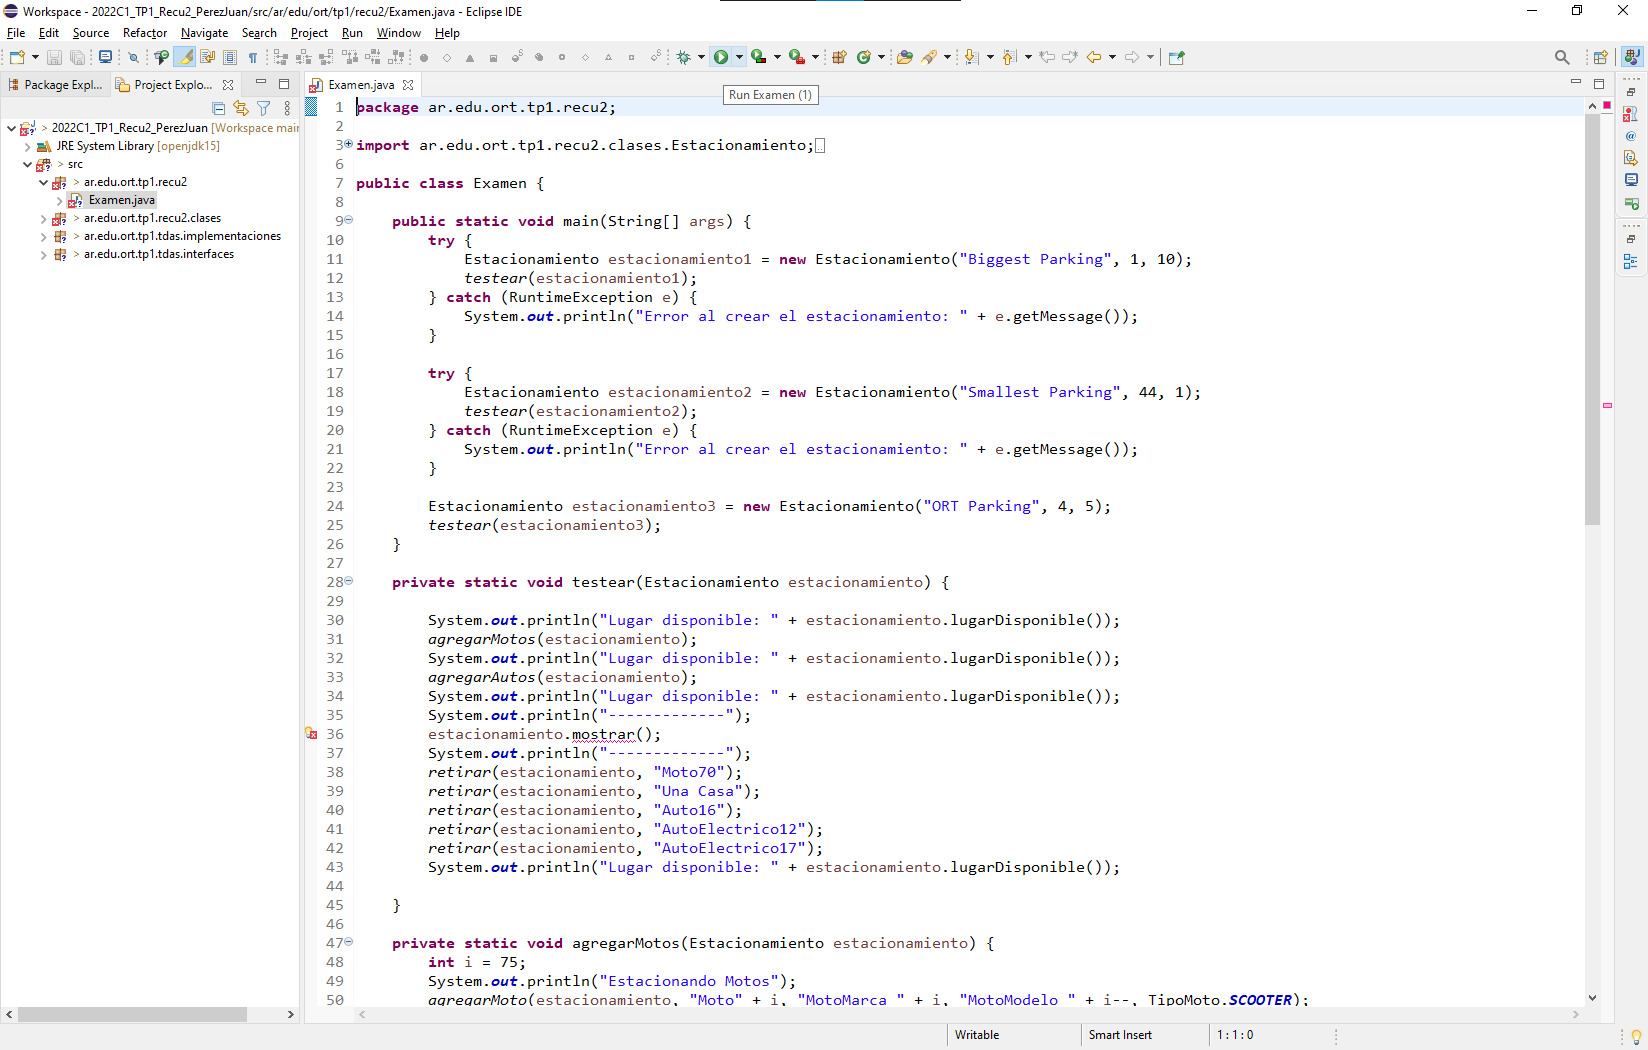 Workspace - 2022C1_TP1_Recu2_PerezJuan/src/ar/edu/ort/tp1/recu2/Examen.java - Eclipse IDE
File Edit Source Refactor Navigate Search Project Run Window Help
Package Expl... Project Explo... Examen.java
Run Examen (1)
> 2022C1_TP1_Recu2_PerezJuan [Workspace mair
JRE System Library [openjdk15]
> src
> ar.edu.ort.tp1.recu2
Examen.java
> ar.edu.ort.tp1.recu2.clases
> ar.edu.ort.tp1.tdas.implementaciones
> ar.edu.ort.tp1.tdas.interfaces
1 package ar.edu.ort.tp1.recu2;
2
3 import ar.edu.ort.tp1.recu2.clases.Estacionamiento;
6
7 public class Examen {
8
9 public static void main(String[] args) {
10 try {
11 Estacionamiento estacionamiento1 = new Estacionamiento("Biggest Parking", 1, 10);
12 testear(estacionamiento1);
13 } catch (RuntimeException e) {
14 System.out.println("Error al crear el estacionamiento: " + e.getMessage());
15 }
16
17 try {
18 Estacionamiento estacionamiento2 = new Estacionamiento("Smallest Parking", 44, 1);
19 testear(estacionamiento2);
20 } catch (RuntimeException e) {
21 System.out.println("Error al crear el estacionamiento: " + e.getMessage());
22 }
23
24 Estacionamiento estacionamiento3 = new Estacionamiento("ORT Parking", 4, 5);
25 testear(estacionamiento3);
26 }
27
28 private static void testear(Estacionamiento estacionamiento) {
29
30 System.out.println("Lugar disponible: " + estacionamiento.lugarDisponible());
31 agregarMotos(estacionamiento);
32 System.out.println("Lugar disponible: " + estacionamiento.lugarDisponible());
33 agregarAutos(estacionamiento);
34 System.out.println("Lugar disponible: " + estacionamiento.lugarDisponible());
35 System.out.println("-------------");
36 estacionamiento.mostrar();
37 System.out.println("-------------");
38 retirar(estacionamiento, "Moto70");
39 retirar(estacionamiento, "Una Casa");
40 retirar(estacionamiento, "Auto16");
41 retirar(estacionamiento, "AutoElectrico12");
42 retirar(estacionamiento, "AutoElectrico17");
43 System.out.println("Lugar disponible: " + estacionamiento.lugarDisponible());
44
45 }
46
47 private static void agregarMotos(Estacionamiento estacionamiento) {
48 int i = 75;
49 System.out.println("Estacionando Motos");
50 agregarMoto(estacionamiento, "Moto" + i, "MotoMarca " + i, "MotoModelo " + i--, TipoMoto.SCOOTER);
Writable Smart Insert 1 : 1 : 0